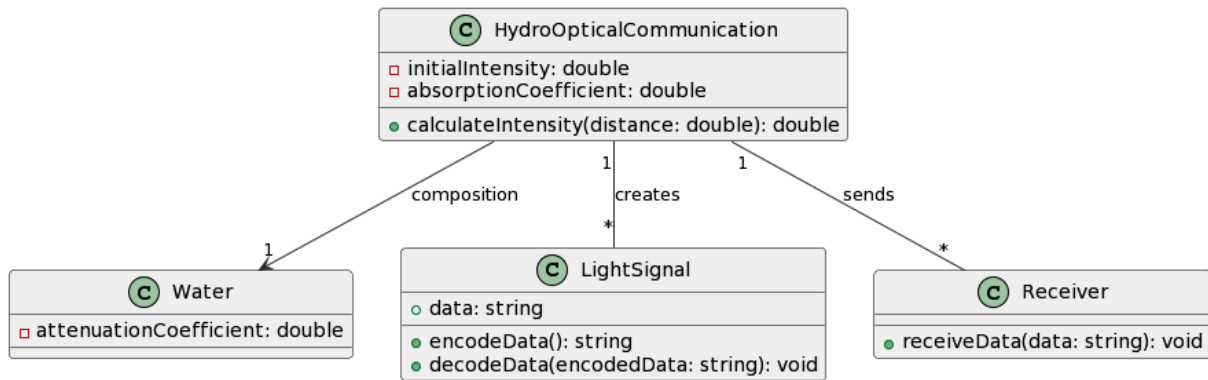 C HydroOpticalCommunication
initialIntensity: double
absorptionCoefficient: double
calculateIntensity(distance: double): double
1 1
composition creates sends
1 * *
C Water
attenuationCoefficient: double
C LightSignal
data: string
encodeData(): string
decodeData(encodedData: string): void
C Receiver
receiveData(data: string): void